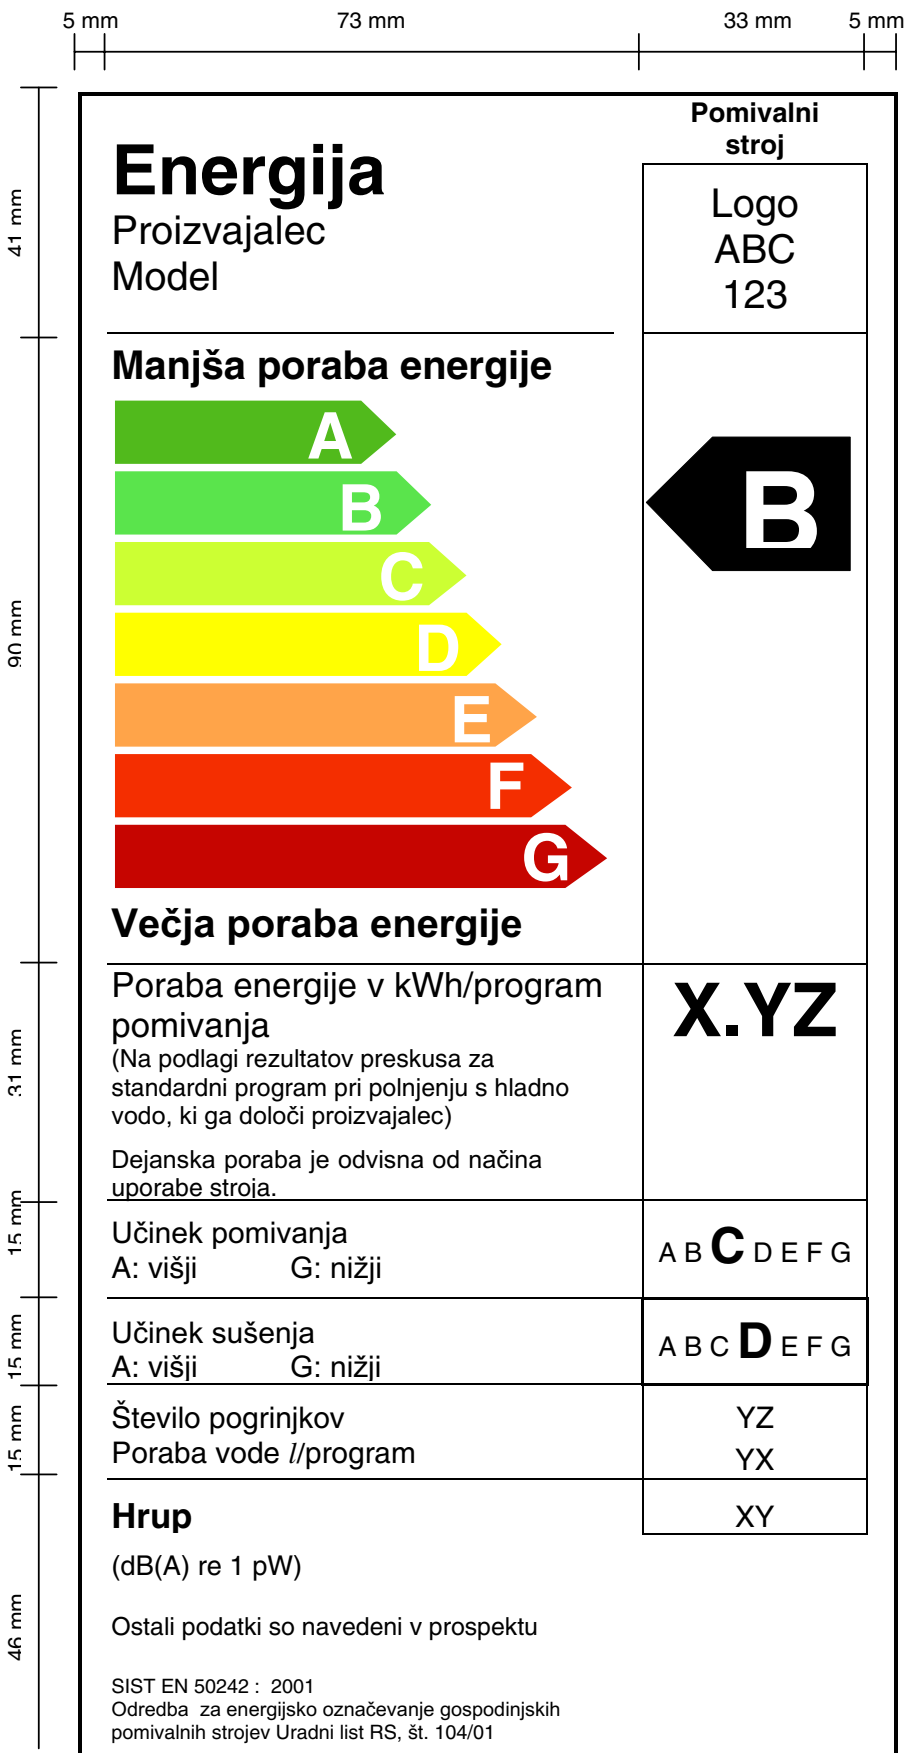 5 mm 73 mm 33 mm 5 mm
Pomivalni
stroj
Energija
Proizvajalec
Model
Logo
ABC
123
41 mm
Manjša poraba energije
A
B
C
D
E
F
G
B
90 mm
Večja poraba energije
Poraba energije v kWh/program
pomivanja
(Na podlagi rezultatov preskusa za
standardni program pri polnjenju s hladno
vodo, ki ga določi proizvajalec)
Dejanska poraba je odvisna od načina
uporabe stroja.
X.YZ
31 mm
Učinek pomivanja
A: višji G: nižji
A B C D E F G
15 mm
Učinek sušenja
A: višji G: nižji
A B C D E F G
15 mm
Število pogrinjkov YZ
Poraba vode l/program YX
15 mm
Hrup XY
(dB(A) re 1 pW)
Ostali podatki so navedeni v prospektu
46 mm
SIST EN 50242 : 2001
Odredba za energijsko označevanje gospodinjskih
pomivalnih strojev Uradni list RS, št. 104/01